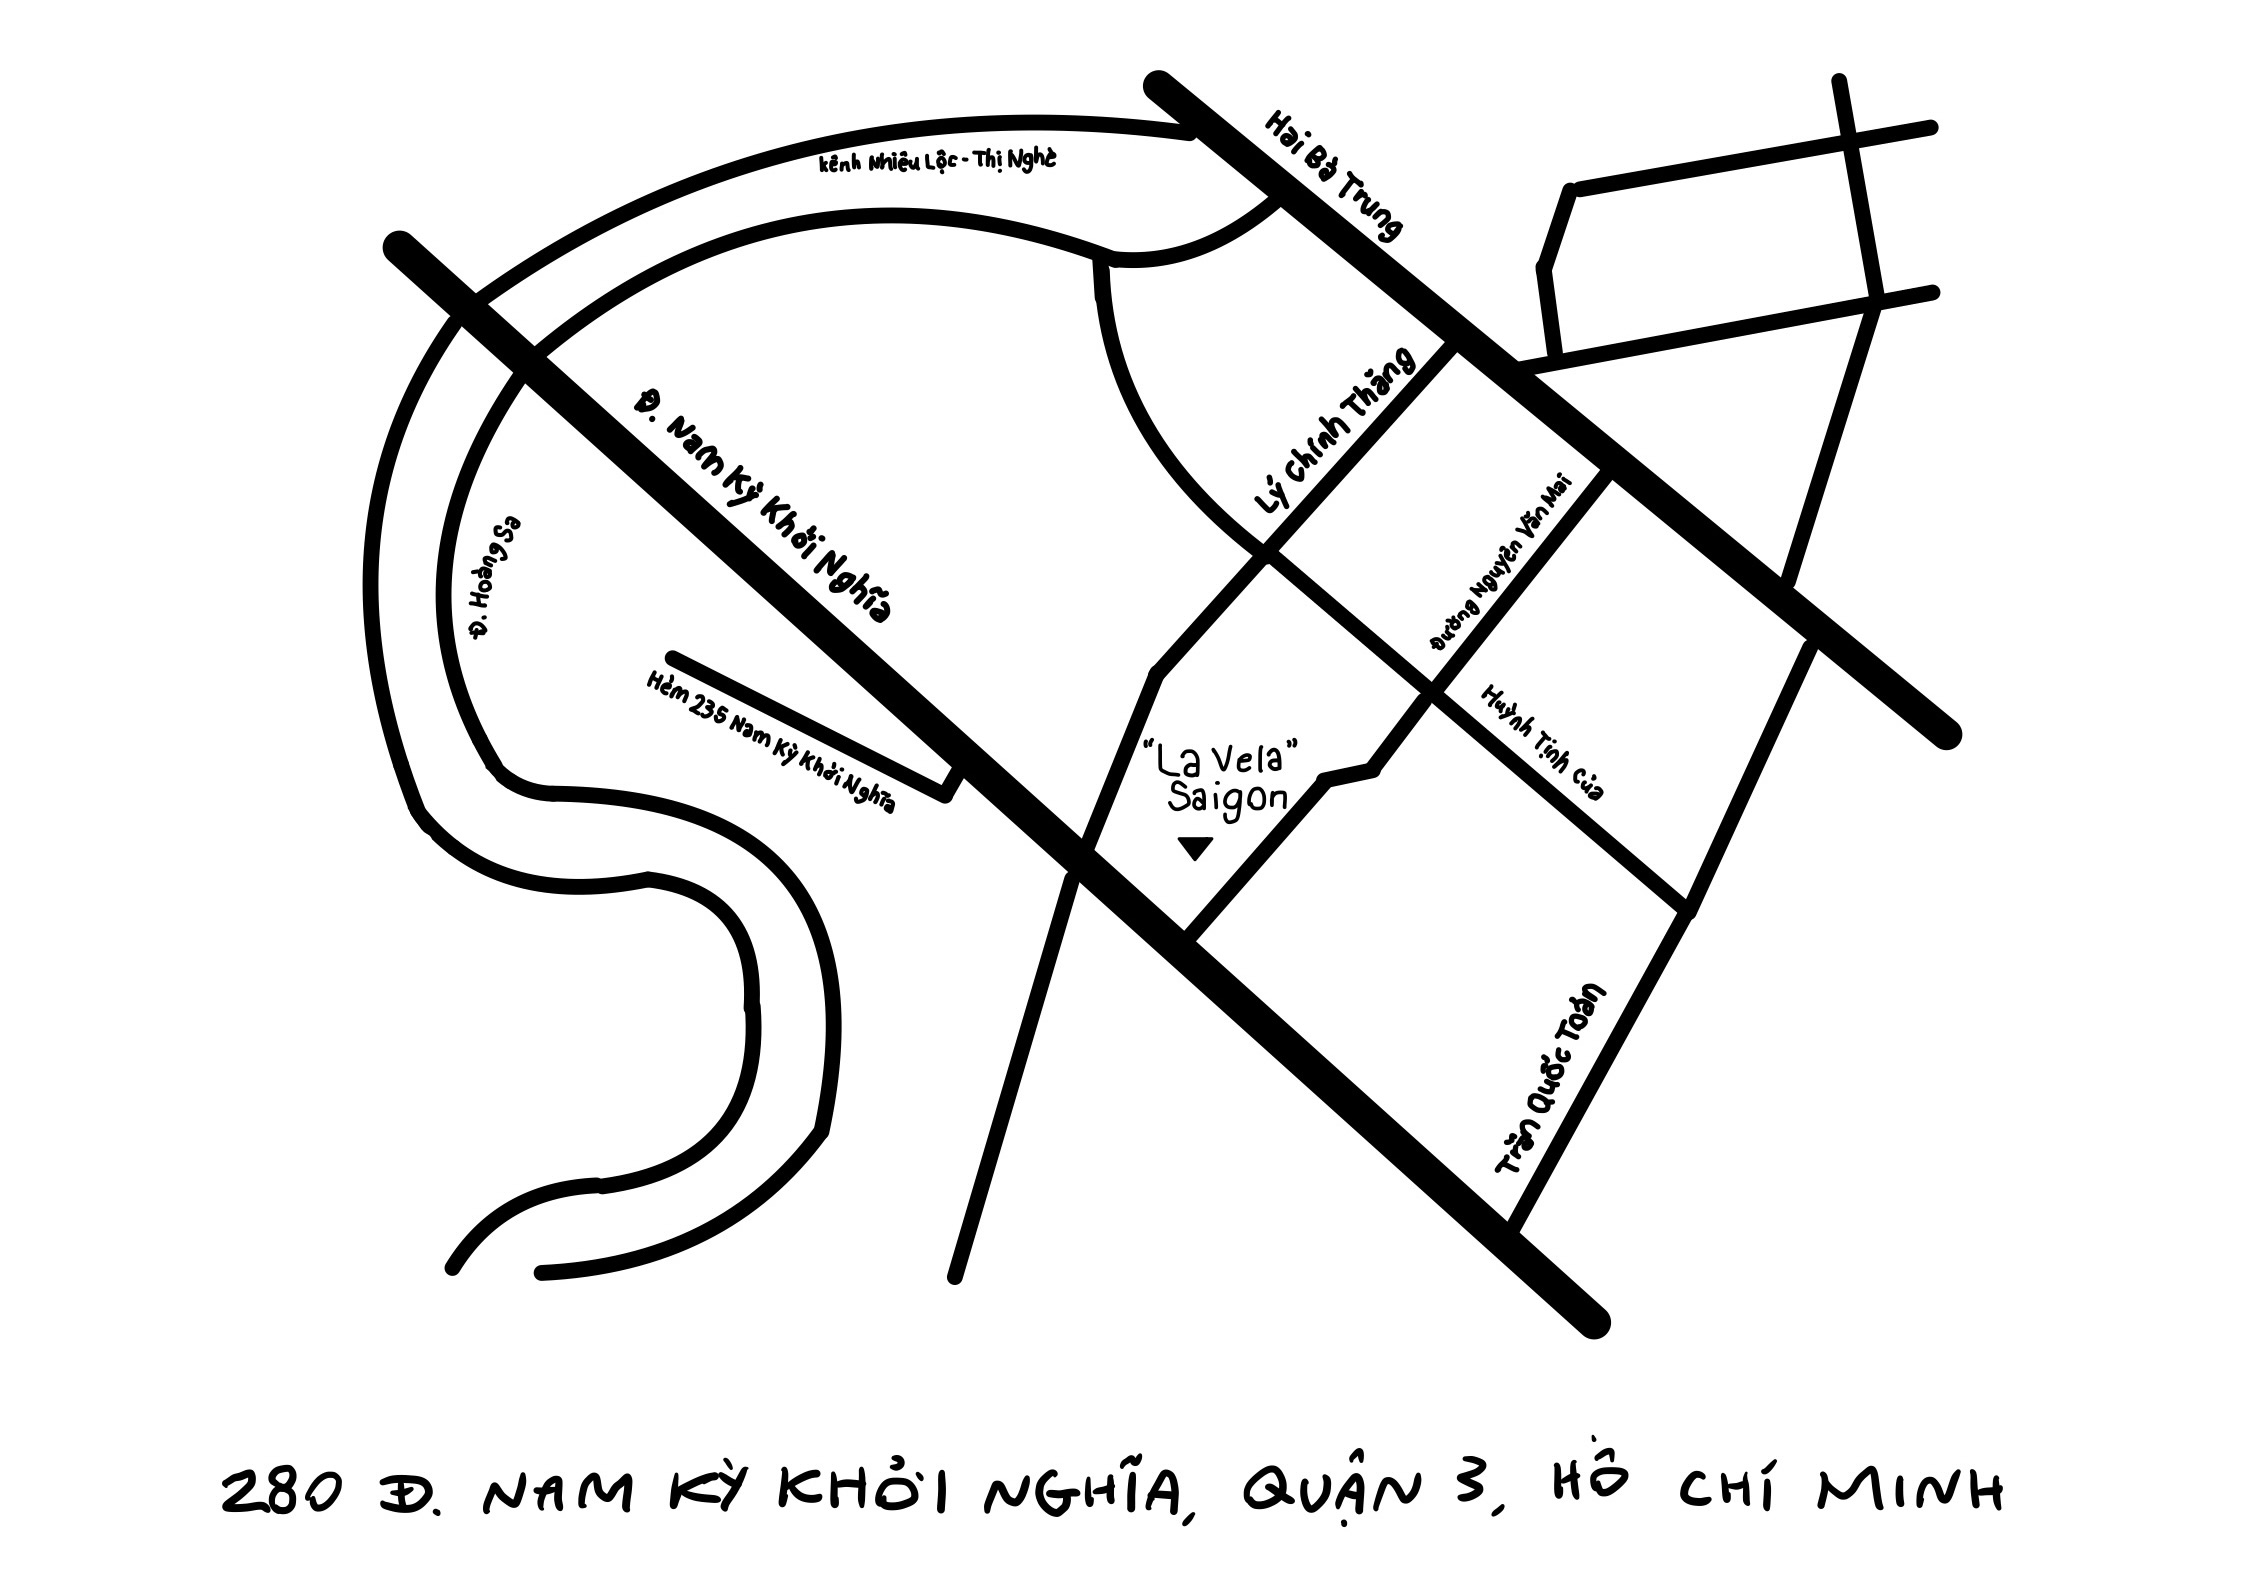 Hai Bà Trưng
kênh Nhiêu Lộc - Thị Nghè
Lý Chính Thắng
Đ. Nam Kỳ Khởi Nghĩa
Đường Nguyễn Văn Mai
Đ. Hoàng Sa
Hẻm 235 Nam Kỳ Khởi Nghĩa
Huỳnh Tịnh Của
"La Vela"
Saigon
Trần Quốc Toản
280 Đ. NAM KỲ KHỞI NGHĨA, QUẬN 3, HỒ CHÍ MINH